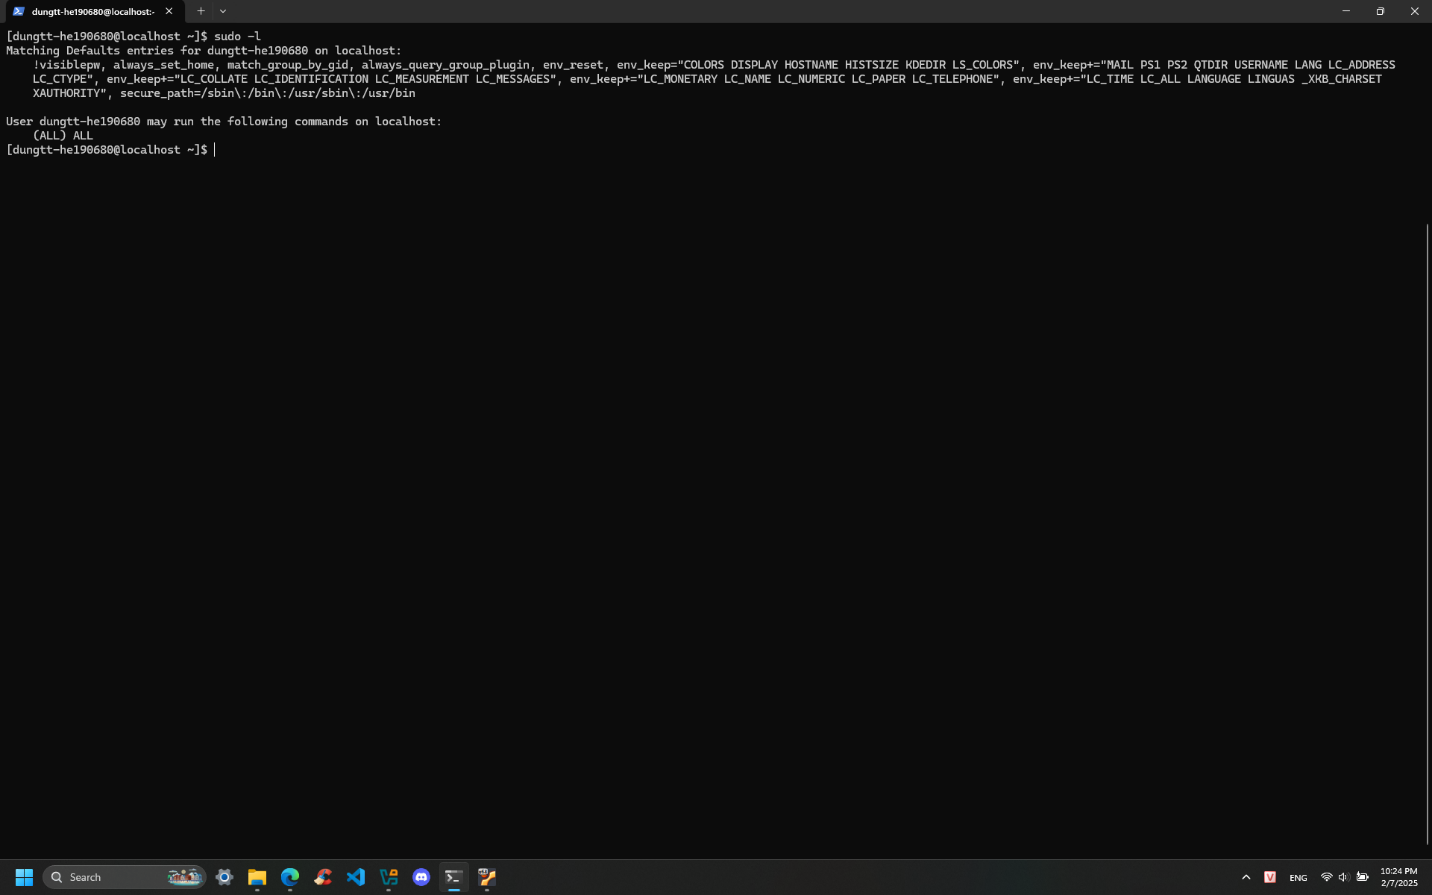 dungtt-he190680@localhost:~
[dungtt-he190680@localhost ~]$ sudo -l
Matching Defaults entries for dungtt-he190680 on localhost:
    !visiblepw, always_set_home, match_group_by_gid, always_query_group_plugin, env_reset, env_keep="COLORS DISPLAY HOSTNAME HISTSIZE KDEDIR LS_COLORS", env_keep+="MAIL PS1 PS2 QTDIR USERNAME LANG LC_ADDRESS
    LC_CTYPE", env_keep+="LC_COLLATE LC_IDENTIFICATION LC_MEASUREMENT LC_MESSAGES", env_keep+="LC_MONETARY LC_NAME LC_NUMERIC LC_PAPER LC_TELEPHONE", env_keep+="LC_TIME LC_ALL LANGUAGE LINGUAS _XKB_CHARSET
    XAUTHORITY", secure_path=/sbin\:/bin\:/usr/sbin\:/usr/bin
User dungtt-he190680 may run the following commands on localhost:
    (ALL) ALL
[dungtt-he190680@localhost ~]$
Search
V
ENG
10:24 PM
2/7/2025